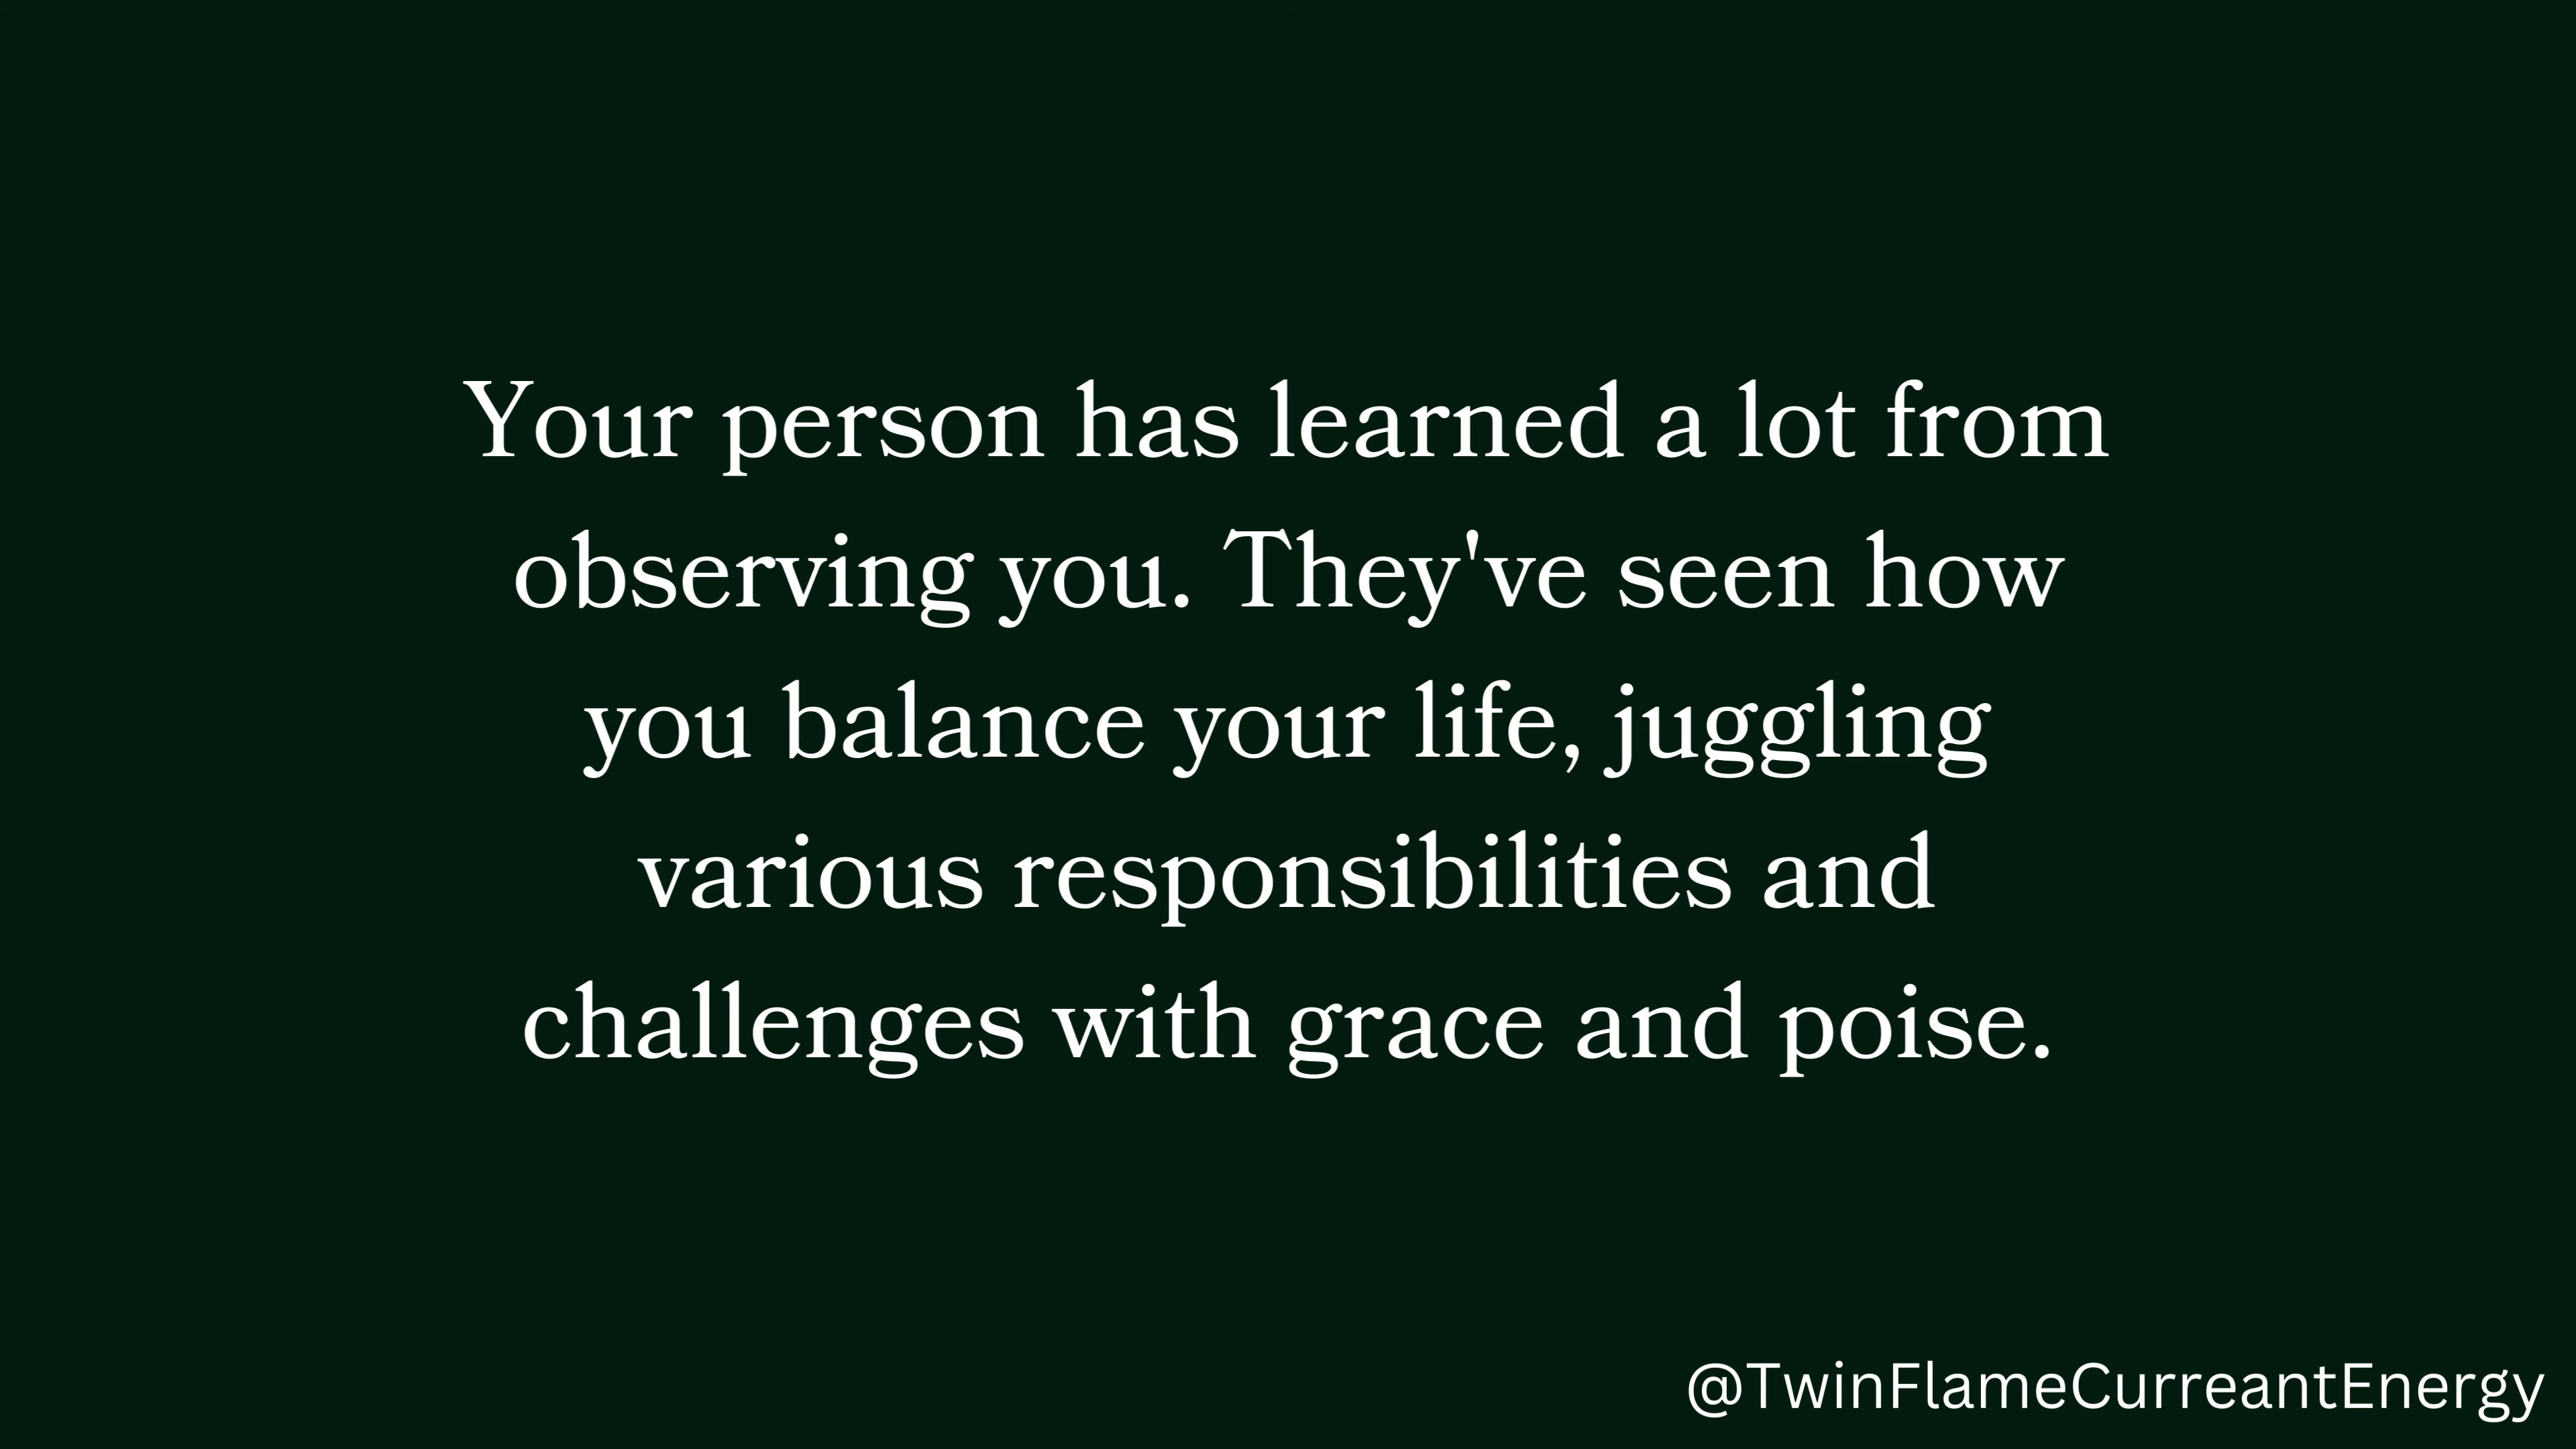 Your person has learned a lot from
observing you. They've seen how
you balance your life, juggling
various responsibilities and
challenges with grace and poise.
@TwinFlameCurreantEnergy